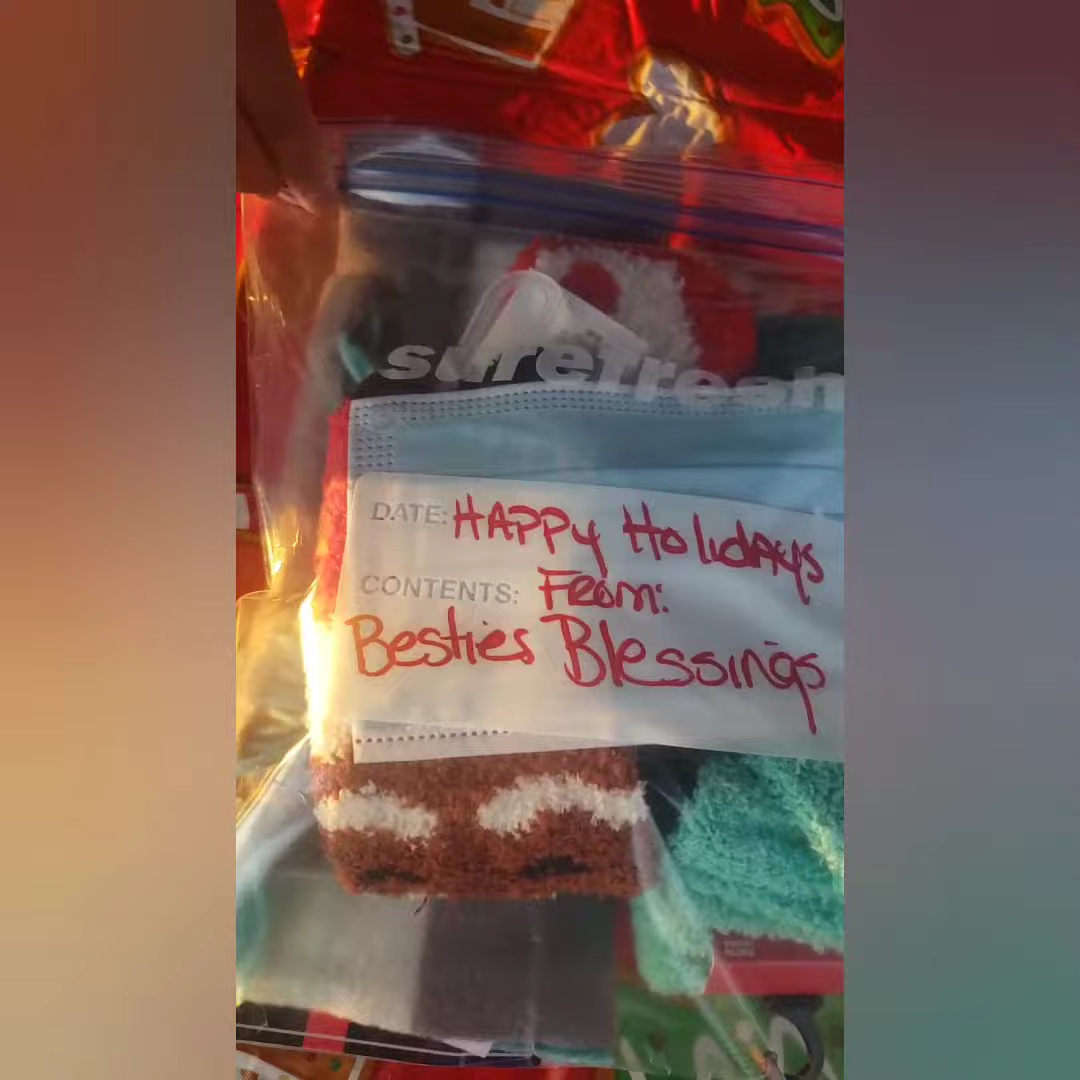 surefresh
DATE: HAPPy HolidAys
CONTENTS: From:
Besties Blessings